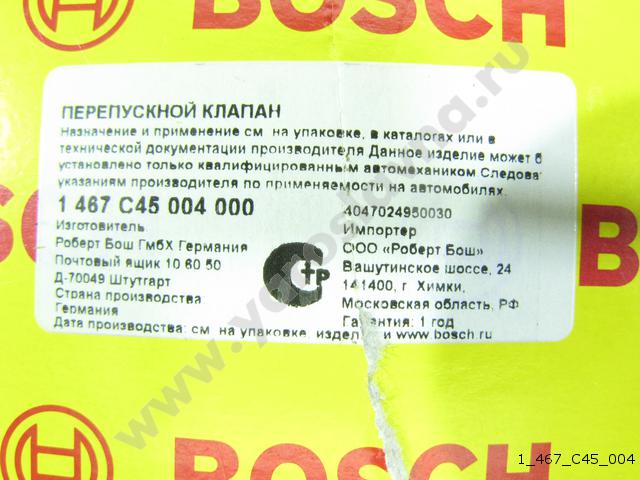 BOSCH
ПЕРЕПУСКНОЙ КЛАПАН
Назначение и применение см. на упаковке, в каталогах или в
технической документации производителя Данное изделие может б
установлено только квалифицированным автомехаником Следова
указаниям производителя по применяемости на автомобилях.
1 467 C45 004 000
4047024950030
Изготовитель
Импортер
Роберт Бош ГмбХ Германия
ООО «Роберт Бош»
Почтовый ящик 10 60 50
Вашутинское шоссе, 24
Д-70049 Штутгарт
141400, г Химки,
Страна производства
Московская область, РФ
Германия
Гарантия: 1 год
Дата производства: см. на упаковке, изделии и www.bosch.ru
Стр
BOSCH
1_467_C45_004